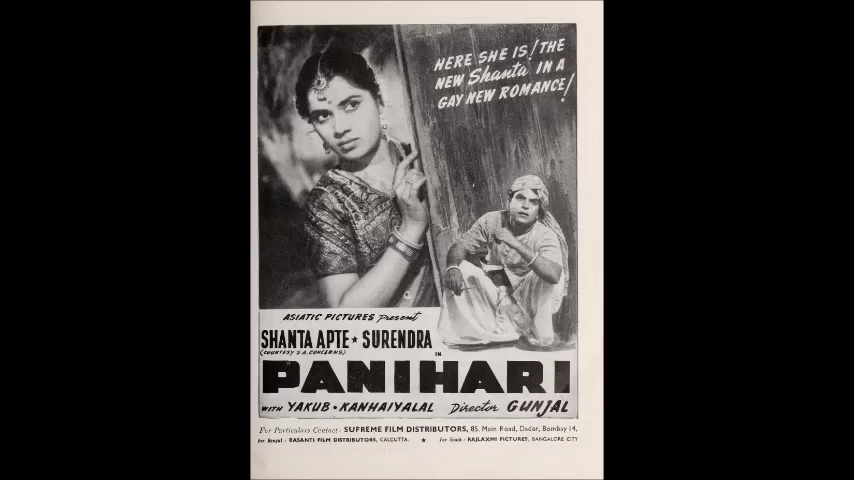 HERE SHE IS! THE
NEW Shanta IN A
GAY NEW ROMANCE!
ASIATIC PICTURES Present
SHANTA APTE ★ SURENDRA
(COURTESY S.A.CONCERNS)
IN
PANIHARI
WITH YAKUB • KANHAIYALAL Director GUNJAL
For Particulars Contact: SUPREME FILM DISTRIBUTORS, 85, Main Road, Dadar, Bombay 14.
For Bengal: BASANTI FILM DISTRIBUTORS, CALCUTTA. ★ For South: RAJLAXMI PICTURES, BANGALORE CITY